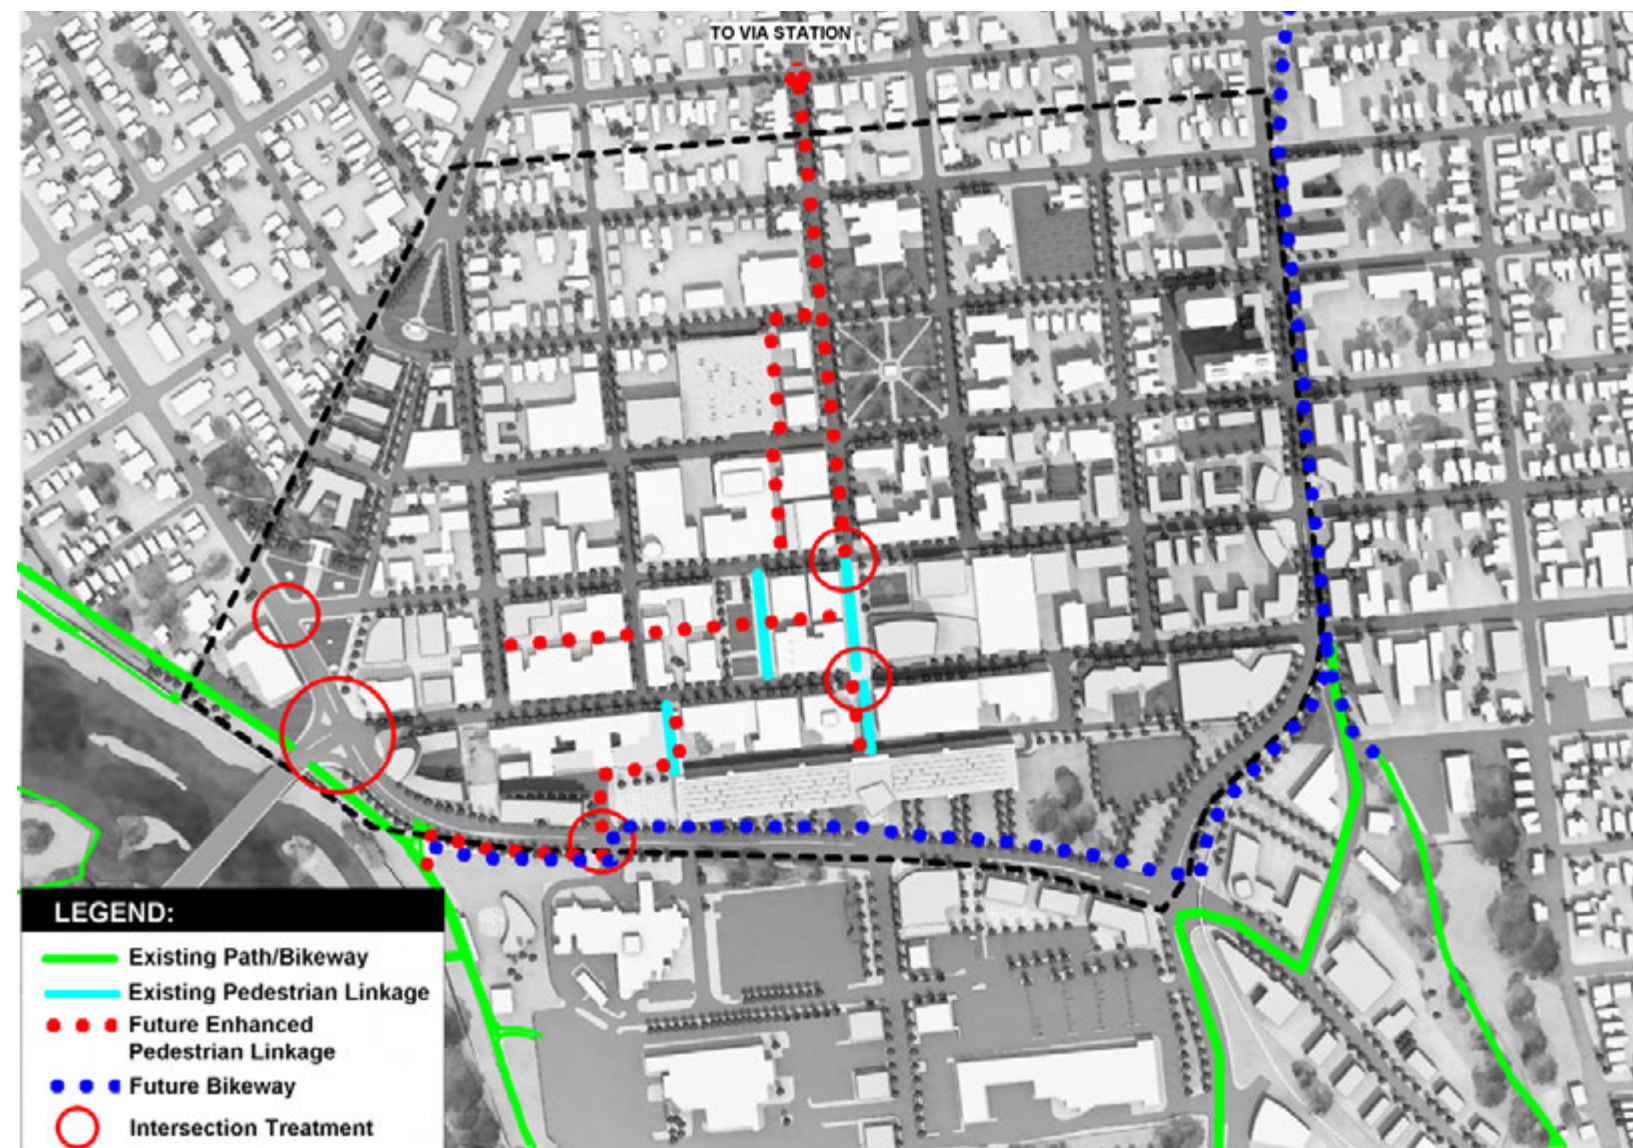 TO VIA STATION
LEGEND:
Existing Path/Bikeway
Existing Pedestrian Linkage
Future Enhanced
Pedestrian Linkage
Future Bikeway
Intersection Treatment